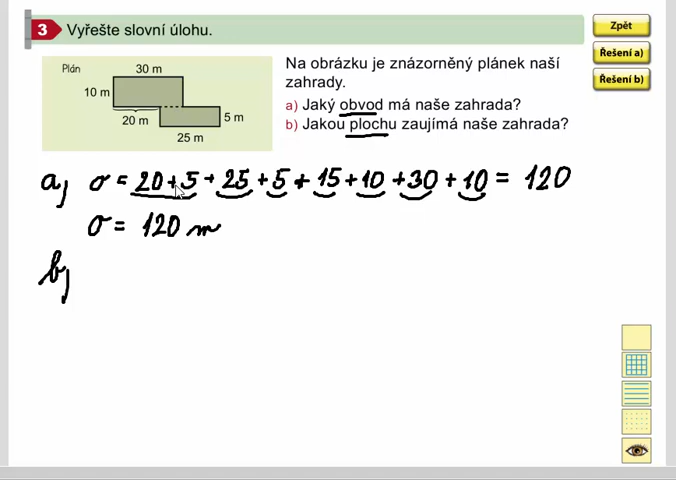 3 Vyřešte slovní úlohu.
Zpět
Řešení a)
Řešení b)
Plán
30 m
10 m
20 m
5 m
25 m
Na obrázku je znázorněný plánek naší
zahrady.
a) Jaký obvod má naše zahrada?
b) Jakou plochu zaujímá naše zahrada?
a) σ = 20+5 + 25 + 5 + 15 + 10 + 30 + 10 = 120
σ = 120 m
b)